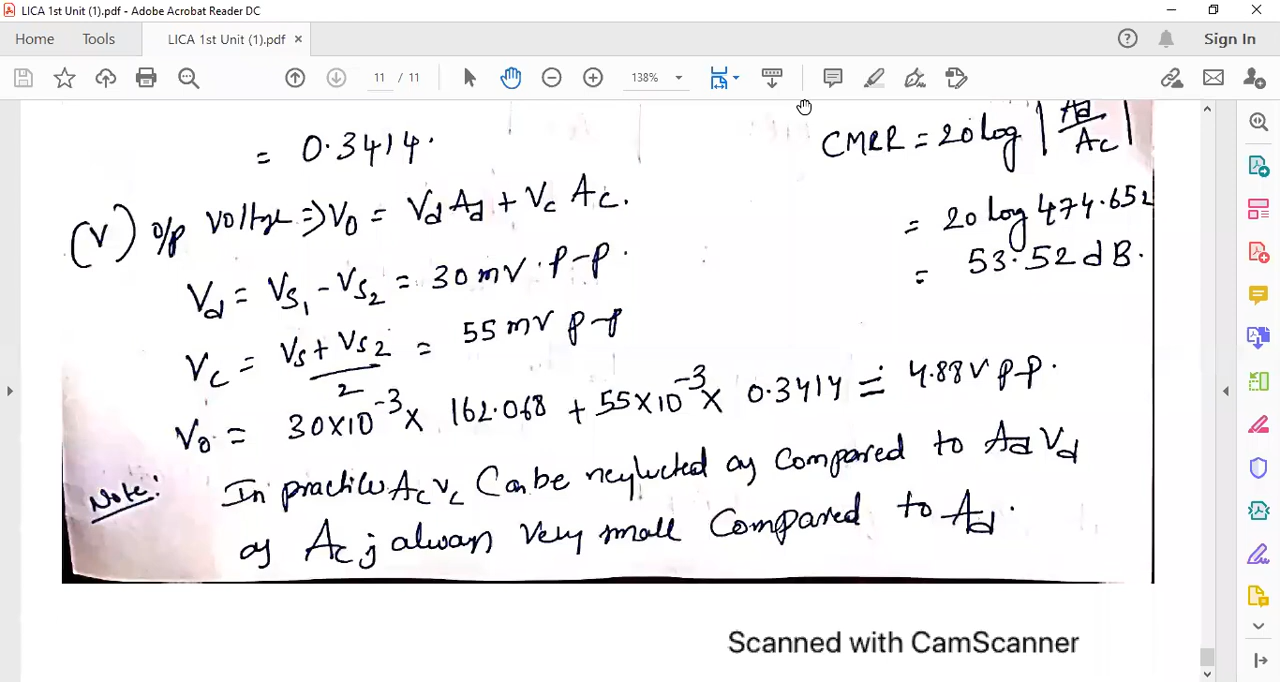 LICA 1st Unit (1).pdf - Adobe Acrobat Reader DC
Home Tools LICA 1st Unit (1).pdf × Sign In
11 / 11 138%
= 0.3414.
CMRR = 20 log | Ad/Ac |
= 20 log 474.652
= 53.52 dB.
(V) o/p voltage ⇒ V0 = Vd Ad + Vc Ac.
Vd = VS1 - VS2 = 30 mV . P-P.
Vc = VS + VS2 / 2 = 55 mV P-P
V0 = 30×10^-3 × 162.068 + 55×10^-3 × 0.3414 = 4.88 V P-P.
Note: In practice Ac Vc Can be neglected as Compared to Ad Vd
as Ac is always Very small Compared to Ad.
Scanned with CamScanner